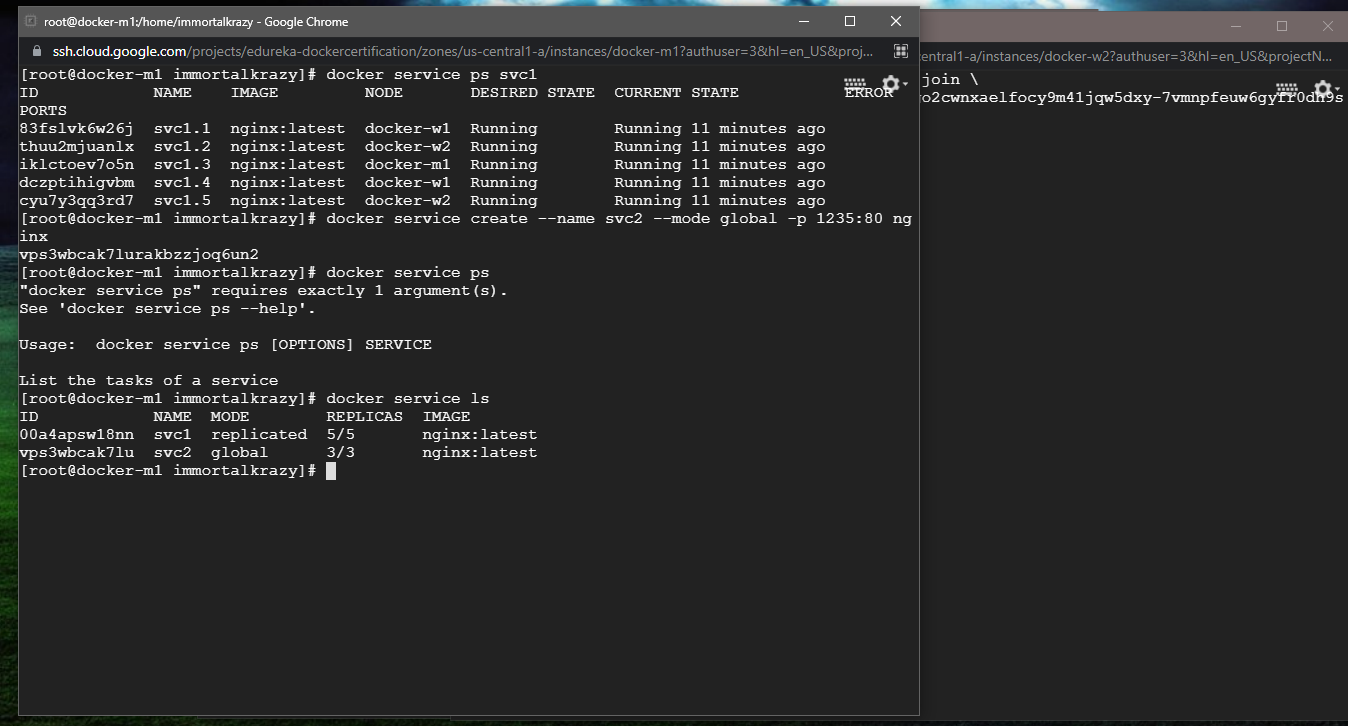 root@docker-m1:/home/immortalkrazy - Google Chrome
ssh.cloud.google.com/projects/edureka-dockercertification/zones/us-central1-a/instances/docker-m1?authuser=3&hl=en_US&proj...
[root@docker-m1 immortalkrazy]# docker service ps svc1
ID NAME IMAGE NODE DESIRED STATE CURRENT STATE ERROR
PORTS
83fslvk6w26j svc1.1 nginx:latest docker-w1 Running Running 11 minutes ago
thuu2mjuanlx svc1.2 nginx:latest docker-w2 Running Running 11 minutes ago
iklctoev7o5n svc1.3 nginx:latest docker-m1 Running Running 11 minutes ago
dczptihigvbm svc1.4 nginx:latest docker-w1 Running Running 11 minutes ago
cyu7y3qq3rd7 svc1.5 nginx:latest docker-w2 Running Running 11 minutes ago
[root@docker-m1 immortalkrazy]# docker service create --name svc2 --mode global -p 1235:80 ng
inx
vps3wbcak7lurakbzzjoq6un2
[root@docker-m1 immortalkrazy]# docker service ps
"docker service ps" requires exactly 1 argument(s).
See 'docker service ps --help'.
Usage:  docker service ps [OPTIONS] SERVICE
List the tasks of a service
[root@docker-m1 immortalkrazy]# docker service ls
ID NAME MODE REPLICAS IMAGE
00a4apsw18nn svc1 replicated 5/5 nginx:latest
vps3wbcak7lu svc2 global 3/3 nginx:latest
[root@docker-m1 immortalkrazy]#
entral1-a/instances/docker-w2?authuser=3&hl=en_US&projectN...
join \